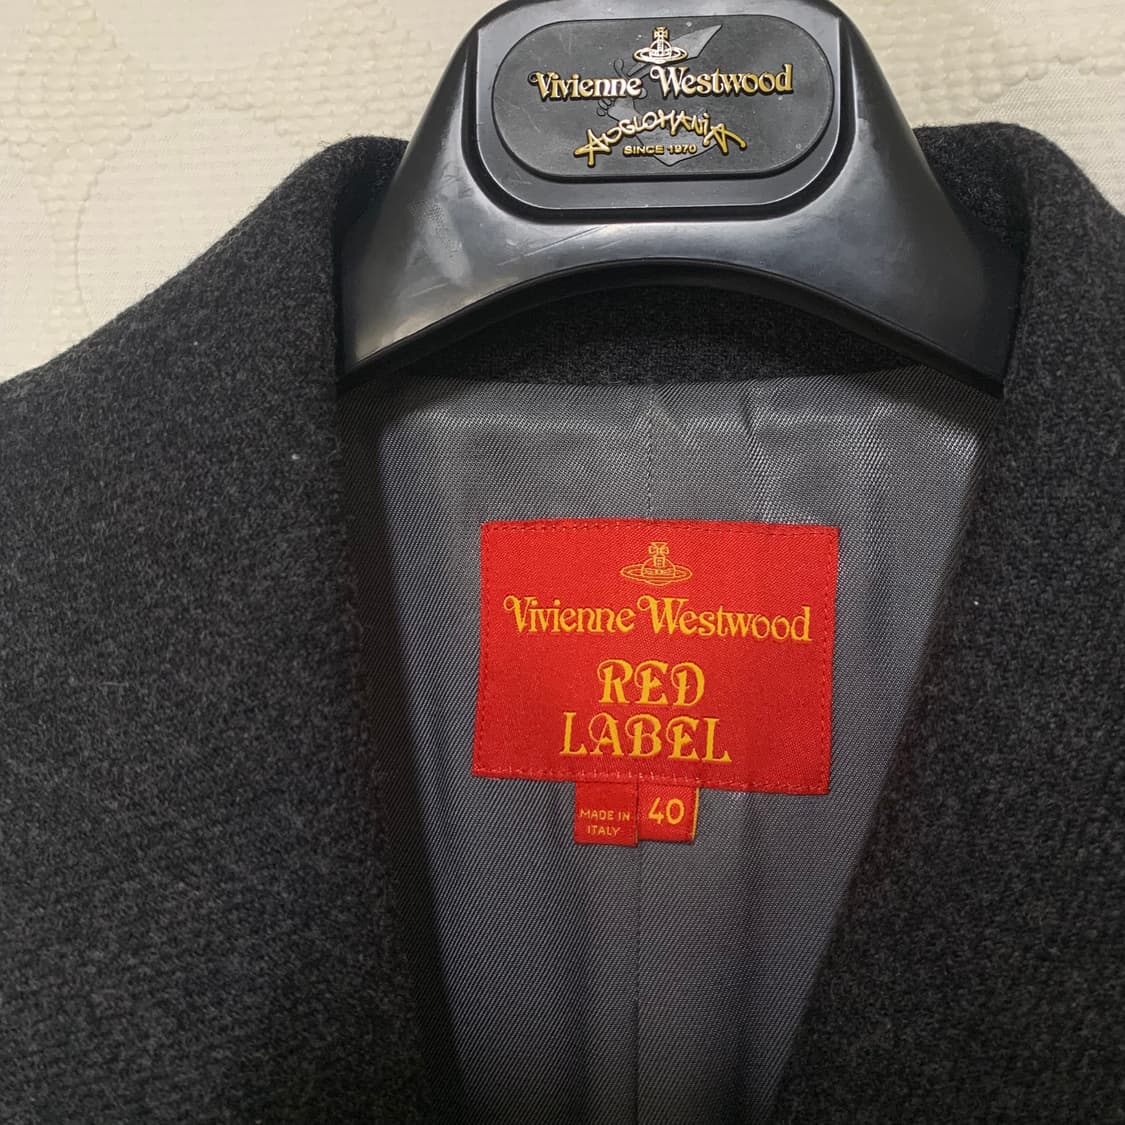 Vivienne Westwood
ANGLOMANIA
SINCE 1970
Vivienne Westwood
RED
LABEL
MADE IN
ITALY
40